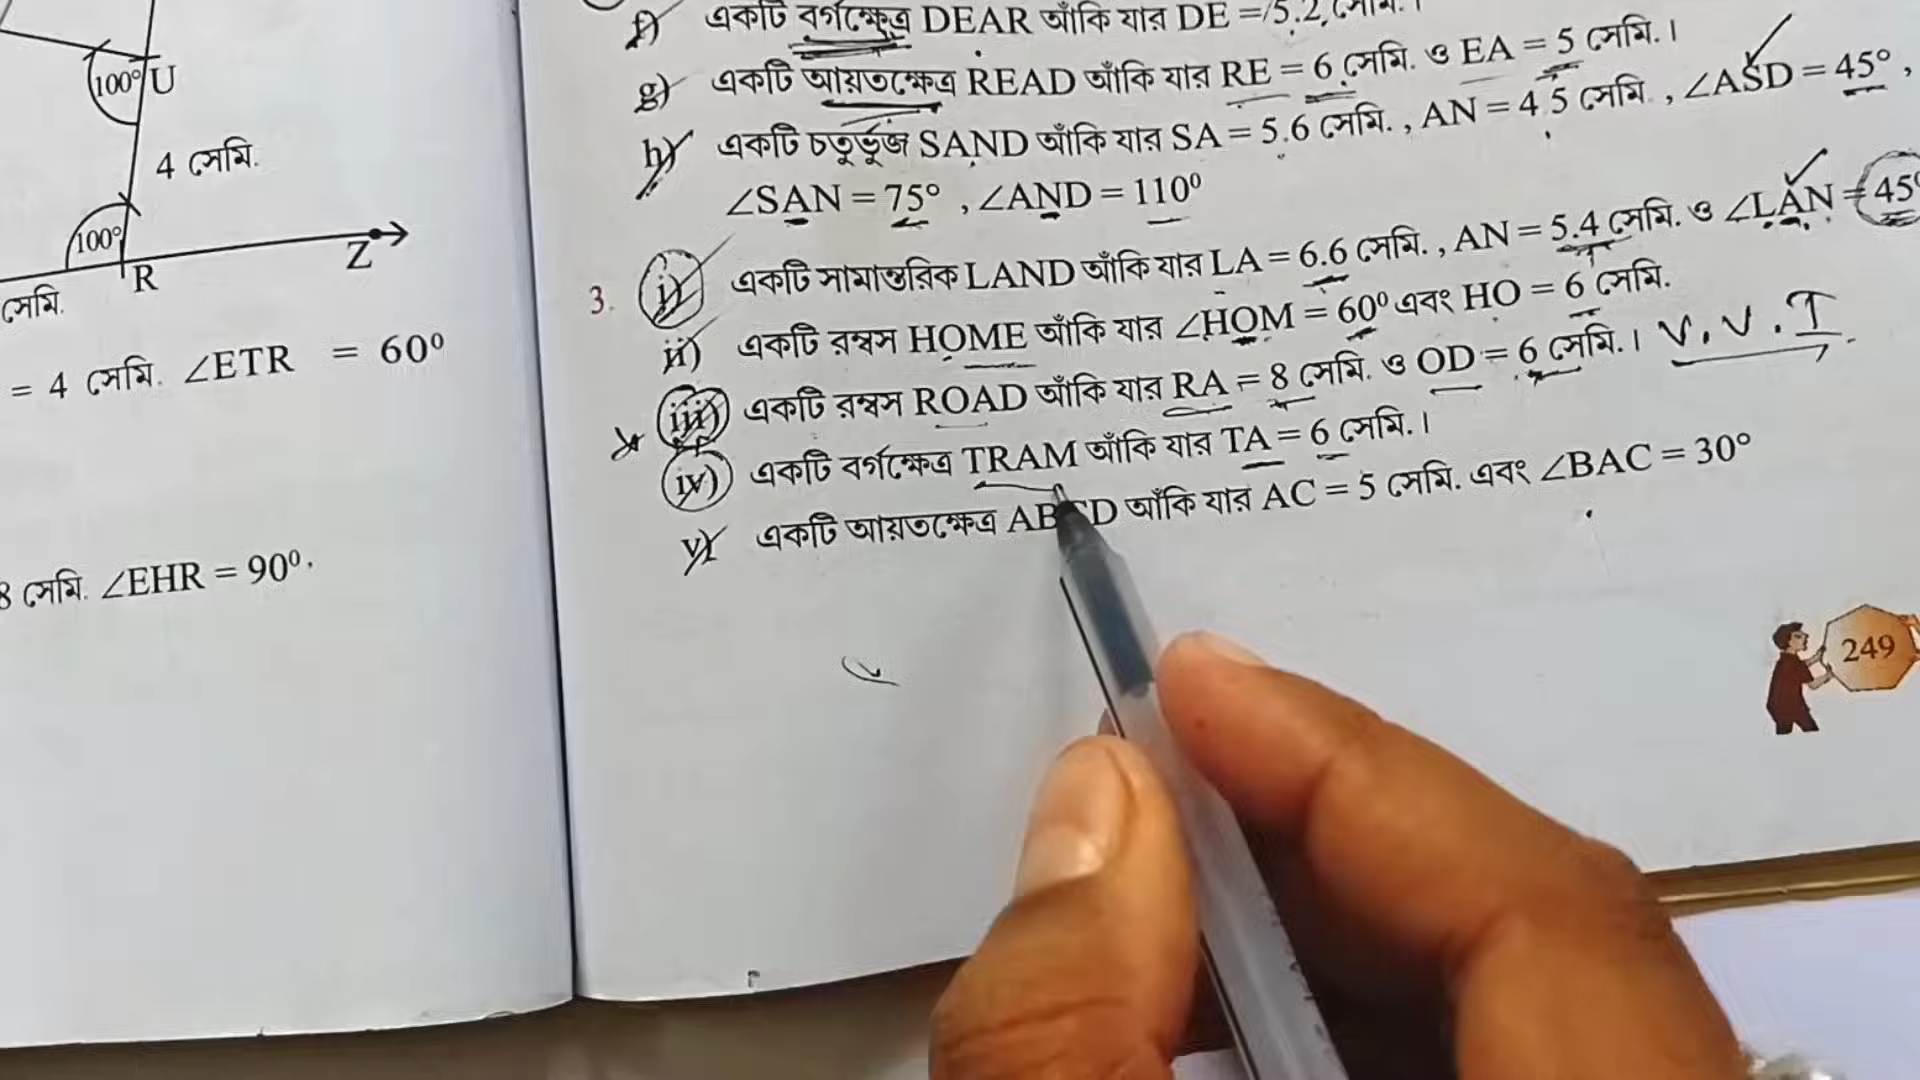 100° U
4 সেমি.
100°
R
Z
সেমি.
= 4 সেমি. ∠ETR = 60⁰
8 সেমি. ∠EHR = 90⁰.
f) একটি বর্গক্ষেত্র DEAR আঁকি যার DE = 5.2 সেমি.।
g) একটি আয়তক্ষেত্র READ আঁকি যার RE = 6 সেমি. ও EA = 5 সেমি.।
h) একটি চতুর্ভুজ SAND আঁকি যার SA = 5.6 সেমি., AN = 4.5 সেমি., ∠ASD = 45⁰,
∠SAN = 75⁰, ∠AND = 110⁰
3. i) একটি সামান্তরিক LAND আঁকি যার LA = 6.6 সেমি., AN = 5.4 সেমি. ও ∠LAN = 45⁰
ii) একটি রম্বস HOME আঁকি যার ∠HOM = 60⁰ এবং HO = 6 সেমি.
iii) একটি রম্বস ROAD আঁকি যার RA = 8 সেমি. ও OD = 6 সেমি.। V.V.I
iv) একটি বর্গক্ষেত্র TRAM আঁকি যার TA = 6 সেমি.।
v) একটি আয়তক্ষেত্র ABCD আঁকি যার AC = 5 সেমি. এবং ∠BAC = 30°
249